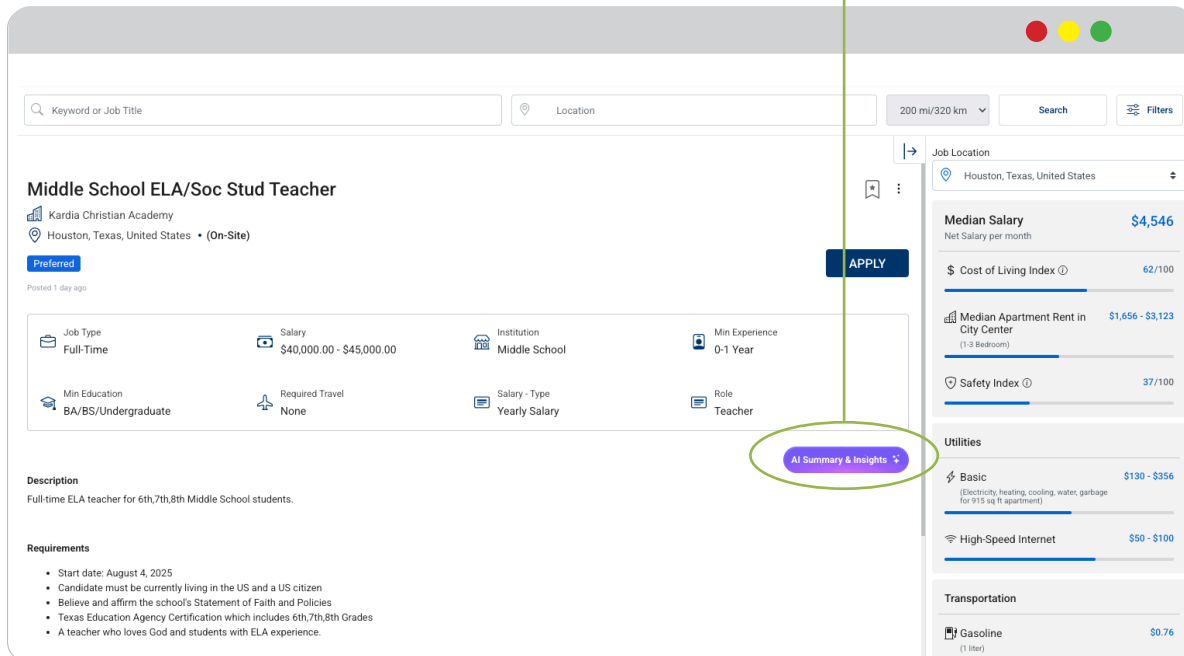 Keyword or Job Title
Location
200 mi/320 km
Search
Filters
Middle School ELA/Soc Stud Teacher
Kardia Christian Academy
Houston, Texas, United States • (On-Site)
Preferred
Posted 1 day ago
APPLY
Job Type
Full-Time
Salary
$40,000.00 - $45,000.00
Institution
Middle School
Min Experience
0-1 Year
Min Education
BA/BS/Undergraduate
Required Travel
None
Salary - Type
Yearly Salary
Role
Teacher
AI Summary & Insights
Description
Full-time ELA teacher for 6th,7th,8th Middle School students.
Requirements
• Start date: August 4, 2025
• Candidate must be currently living in the US and a US citizen
• Believe and affirm the school's Statement of Faith and Policies
• Texas Education Agency Certification which includes 6th,7th,8th Grades
• A teacher who loves God and students with ELA experience.
Job Location
Houston, Texas, United States
Median Salary
$4,546
Net Salary per month
$ Cost of Living Index
62/100
Median Apartment Rent in
City Center
$1,656 - $3,123
(1-3 Bedroom)
Safety Index
37/100
Utilities
Basic
$130 - $356
(Electricity, heating, cooling, water, garbage
for 915 sq ft apartment)
High-Speed Internet
$50 - $100
Transportation
Gasoline
$0.76
(1 liter)